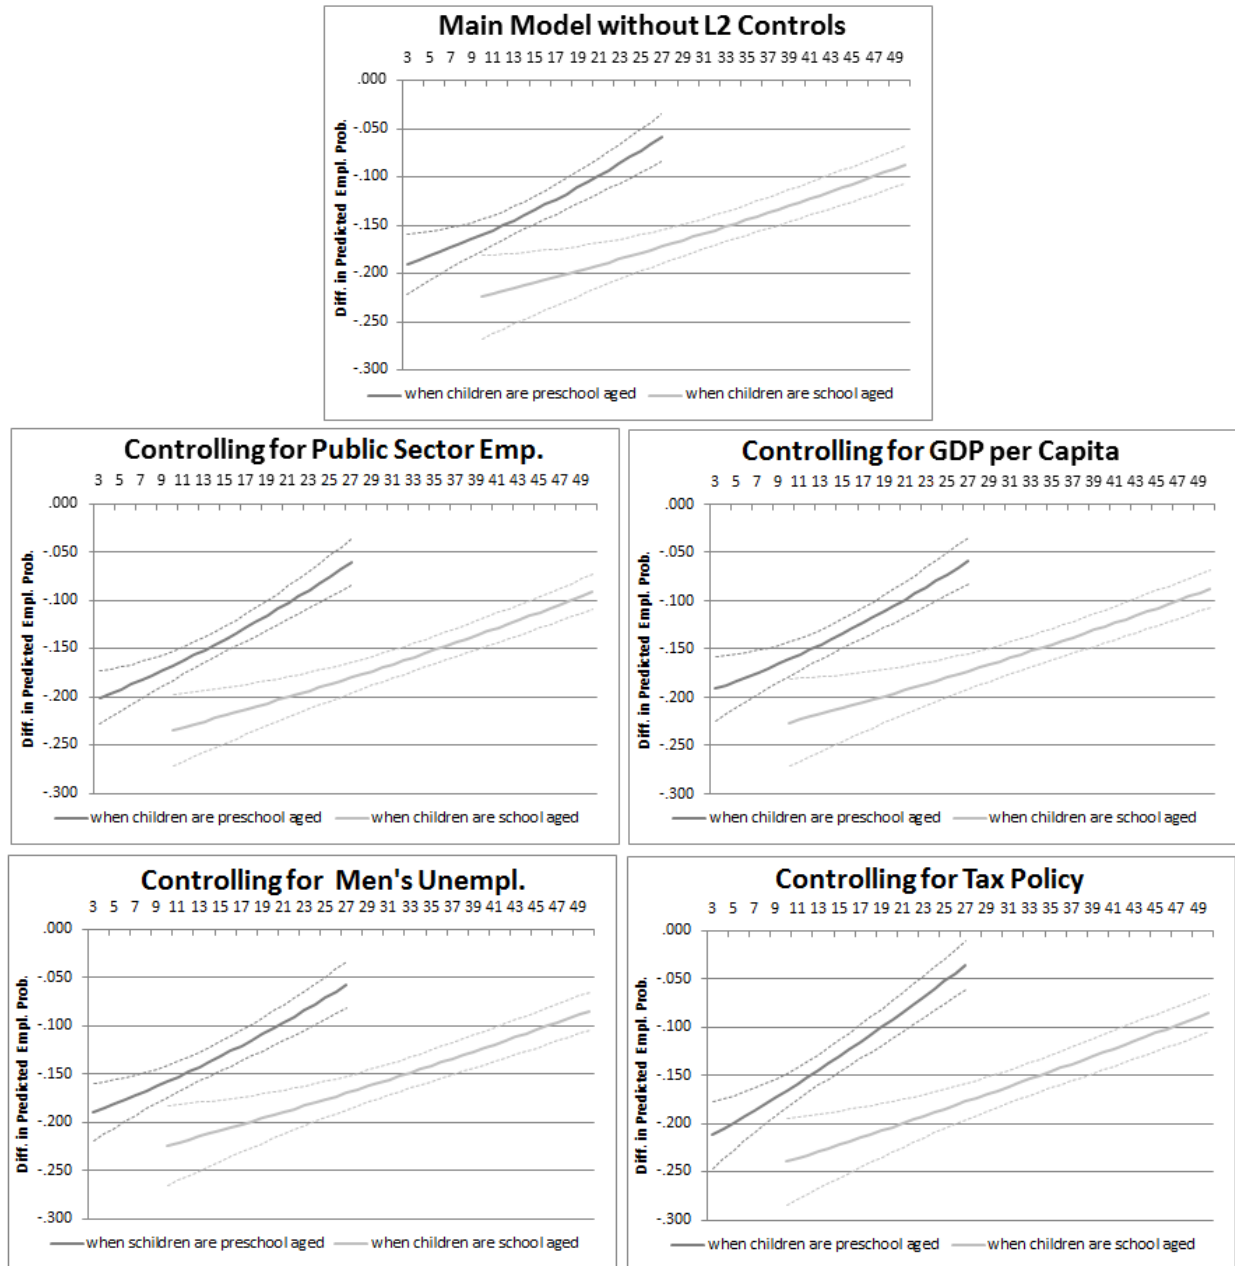 Main Model without L2 Controls
3 5 7 9 11 13 15 17 19 21 23 25 27 29 31 33 35 37 39 41 43 45 47 49
.000
-.050
-.100
-.150
-.200
-.250
-.300
Diff. in Predicted Empl. Prob.
when children are preschool aged when children are school aged
Controlling for Public Sector Emp.
3 5 7 9 11 13 15 17 19 21 23 25 27 29 31 33 35 37 39 41 43 45 47 49
.000
-.050
-.100
-.150
-.200
-.250
-.300
Diff. in Predicted Empl. Prob.
when children are preschool aged when children are school aged
Controlling for GDP per Capita
3 5 7 9 11 13 15 17 19 21 23 25 27 29 31 33 35 37 39 41 43 45 47 49
.000
-.050
-.100
-.150
-.200
-.250
-.300
Diff. in Predicted Empl. Prob.
when children are preschool aged when children are school aged
Controlling for Men's Unempl.
3 5 7 9 11 13 15 17 19 21 23 25 27 29 31 33 35 37 39 41 43 45 47 49
.000
-.050
-.100
-.150
-.200
-.250
-.300
Diff. in Predicted Empl. Prob.
when schildren are preschool aged when children are school aged
Controlling for Tax Policy
3 5 7 9 11 13 15 17 19 21 23 25 27 29 31 33 35 37 39 41 43 45 47 49
.000
-.050
-.100
-.150
-.200
-.250
-.300
Diff. in Predicted Empl. Prob.
when children are preschool aged when children are school aged